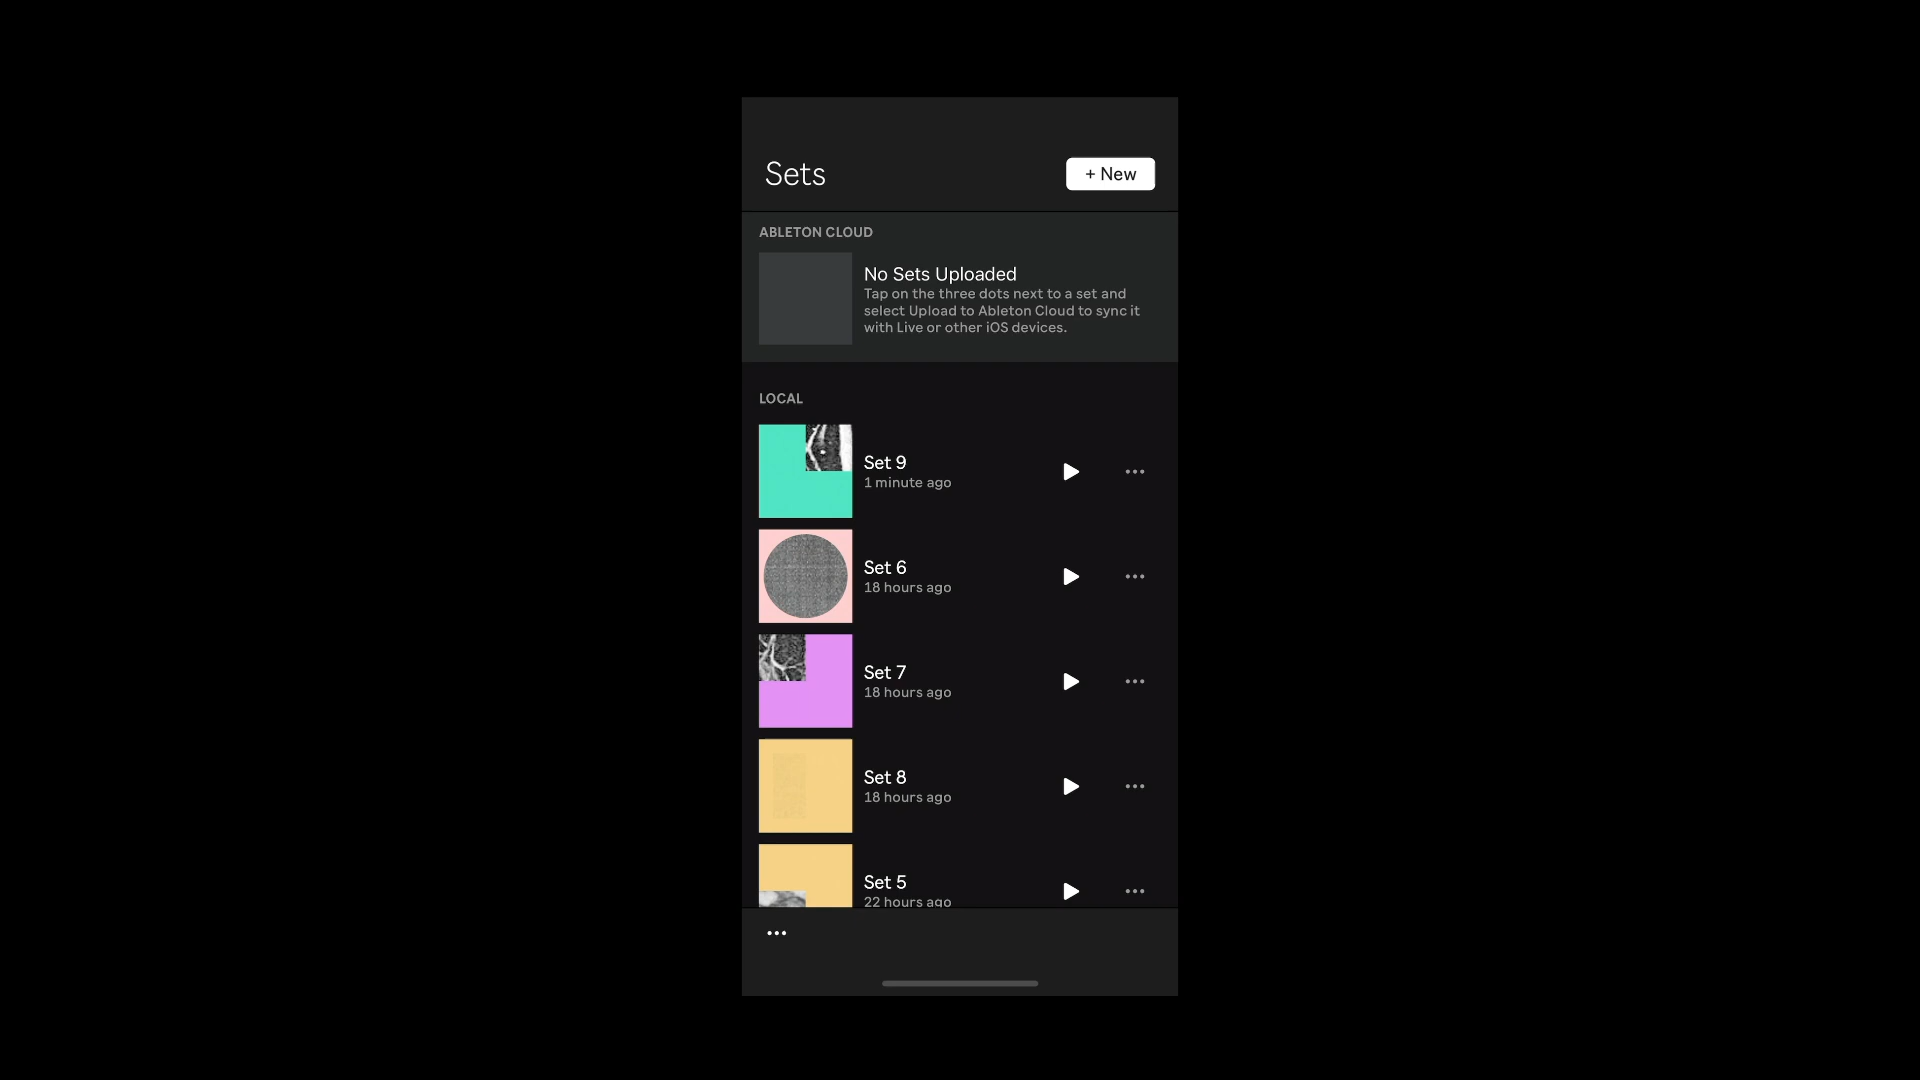 Sets
+ New
ABLETON CLOUD
No Sets Uploaded
Tap on the three dots next to a set and
select Upload to Ableton Cloud to sync it
with Live or other iOS devices.
LOCAL
Set 9
1 minute ago
Set 6
18 hours ago
Set 7
18 hours ago
Set 8
18 hours ago
Set 5
22 hours ago